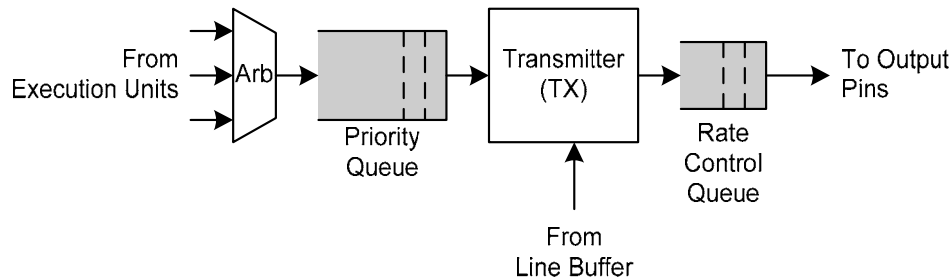 From
Execution Units
Arb
Priority
Queue
Transmitter
(TX)
From
Line Buffer
Rate
Control
Queue
To Output
Pins